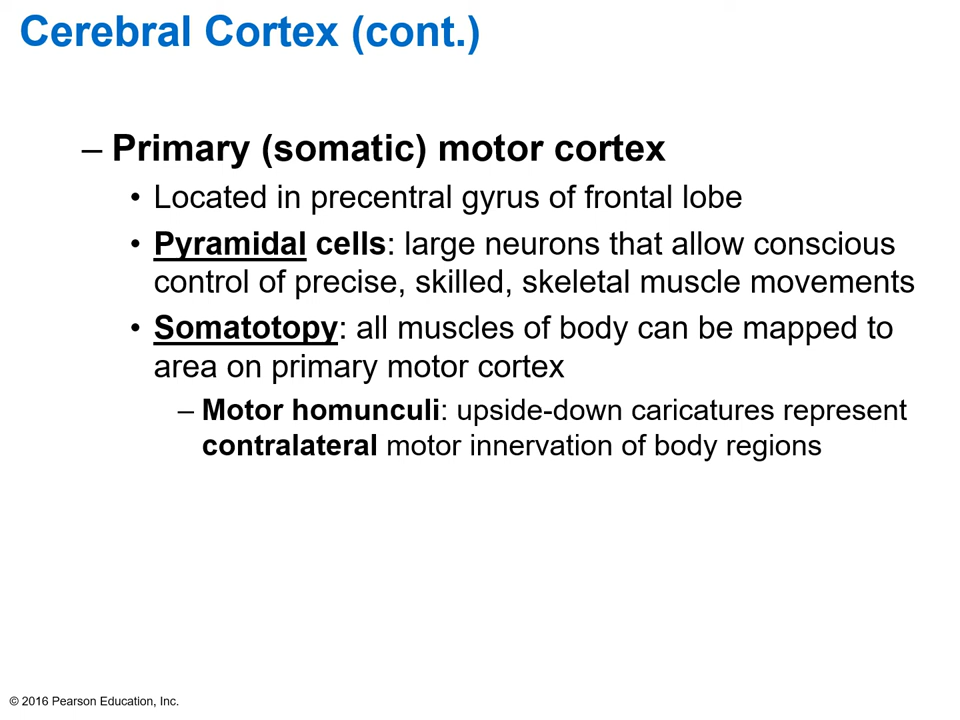 Cerebral Cortex (cont.)
– Primary (somatic) motor cortex
• Located in precentral gyrus of frontal lobe
• Pyramidal cells: large neurons that allow conscious
control of precise, skilled, skeletal muscle movements
• Somatotopy: all muscles of body can be mapped to
area on primary motor cortex
– Motor homunculi: upside-down caricatures represent
contralateral motor innervation of body regions
© 2016 Pearson Education, Inc.